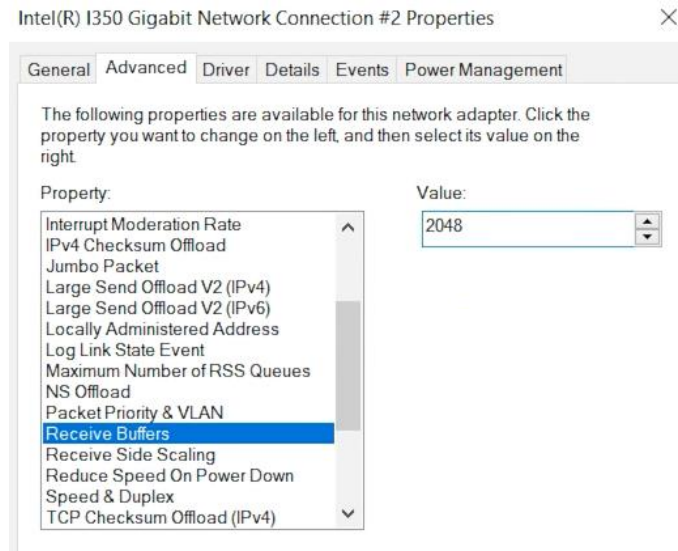 Intel(R) I350 Gigabit Network Connection #2 Properties
General Advanced Driver Details Events Power Management
The following properties are available for this network adapter. Click the
property you want to change on the left, and then select its value on the
right.
Property:
Value:
Interrupt Moderation Rate
2048
IPv4 Checksum Offload
Jumbo Packet
Large Send Offload V2 (IPv4)
Large Send Offload V2 (IPv6)
Locally Administered Address
Log Link State Event
Maximum Number of RSS Queues
NS Offload
Packet Priority & VLAN
Receive Buffers
Receive Side Scaling
Reduce Speed On Power Down
Speed & Duplex
TCP Checksum Offload (IPv4)